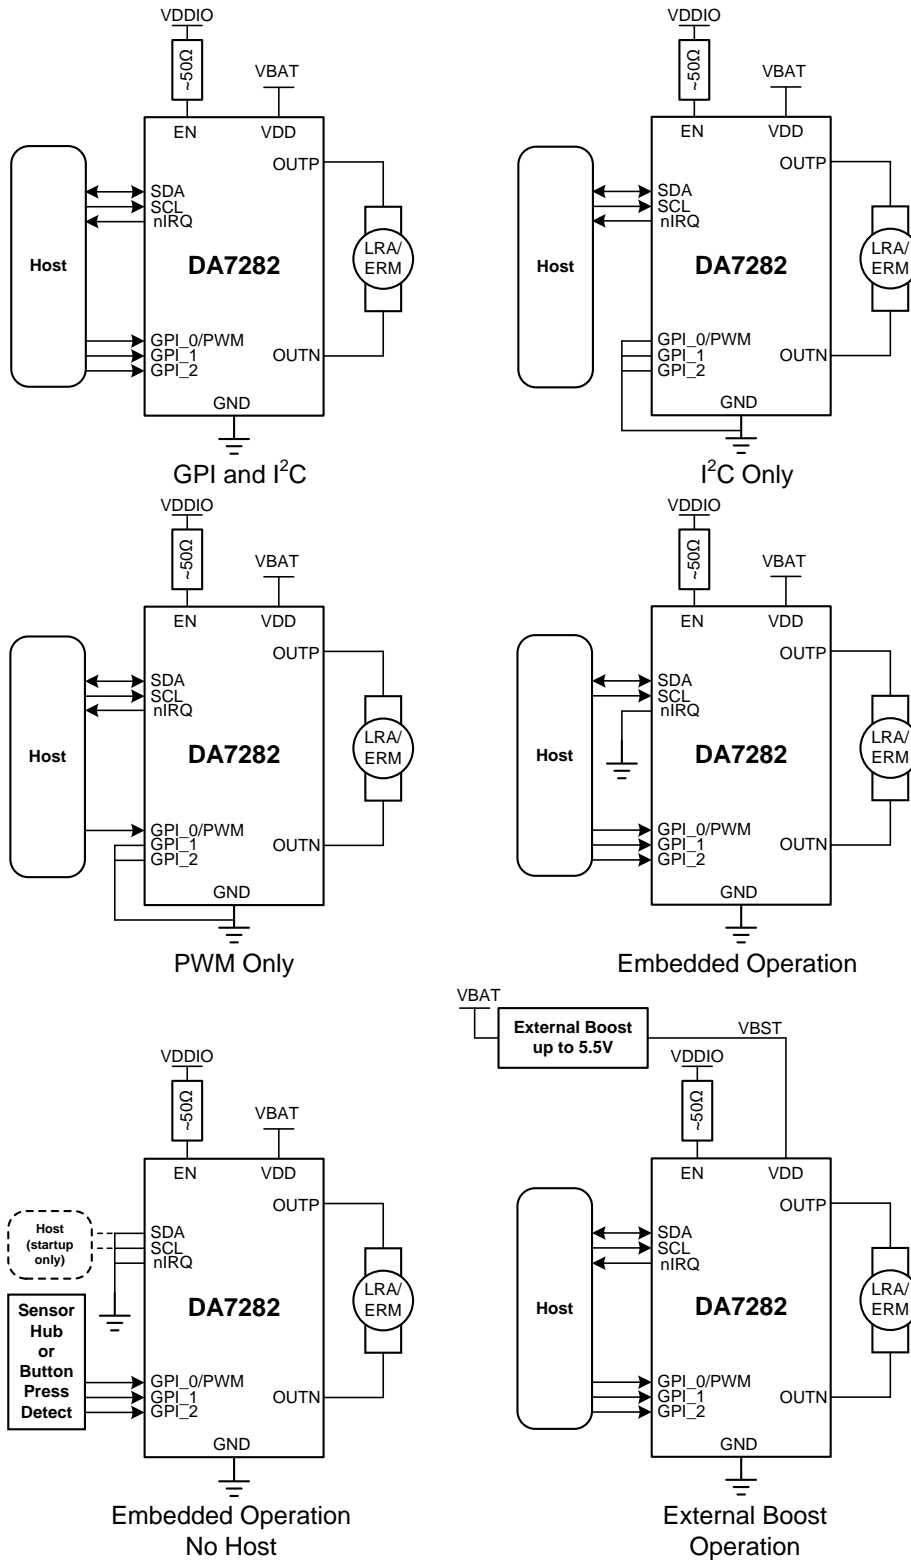 VDDIO
~50Ω
VBAT
EN
VDD
OUTP
SDA
SCL
nIRQ
Host
DA7282
LRA/
ERM
GPI_0/PWM
GPI_1
GPI_2
OUTN
GND
GPI and I²C
VDDIO
~50Ω
VBAT
EN
VDD
OUTP
SDA
SCL
nIRQ
Host
DA7282
LRA/
ERM
GPI_0/PWM
GPI_1
GPI_2
OUTN
GND
I²C Only
VDDIO
~50Ω
VBAT
EN
VDD
OUTP
SDA
SCL
nIRQ
Host
DA7282
LRA/
ERM
GPI_0/PWM
GPI_1
GPI_2
OUTN
GND
PWM Only
VDDIO
~50Ω
VBAT
EN
VDD
OUTP
SDA
SCL
nIRQ
Host
DA7282
LRA/
ERM
GPI_0/PWM
GPI_1
GPI_2
OUTN
GND
Embedded Operation
VDDIO
~50Ω
VBAT
EN
VDD
OUTP
Host
(startup
only)
SDA
SCL
nIRQ
DA7282
LRA/
ERM
Sensor
Hub
or
Button
Press
Detect
GPI_0/PWM
GPI_1
GPI_2
OUTN
GND
Embedded Operation
No Host
VBAT
External Boost
up to 5.5V
VBST
VDDIO
~50Ω
EN
VDD
OUTP
SDA
SCL
nIRQ
Host
DA7282
LRA/
ERM
GPI_0/PWM
GPI_1
GPI_2
OUTN
GND
External Boost
Operation